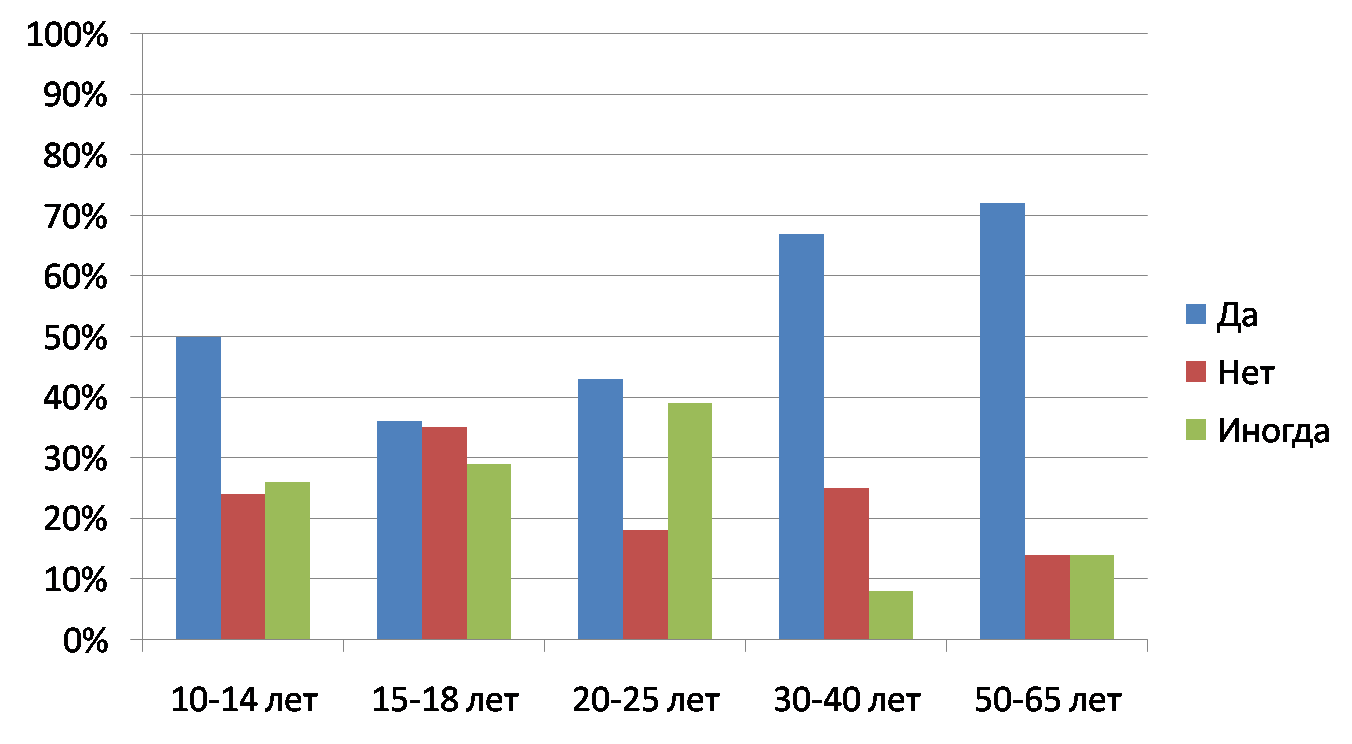 100%
90%
80%
70%
60%
50%
40%
30%
20%
10%
0%
10-14 лет
15-18 лет
20-25 лет
30-40 лет
50-65 лет
Да
Нет
Иногда